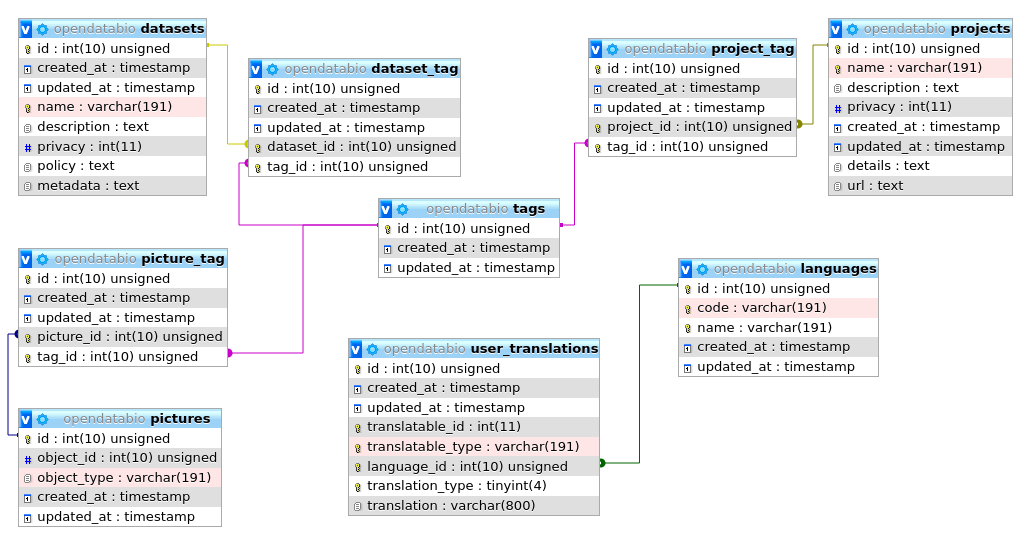 opendatabio datasets
id : int(10) unsigned
created_at : timestamp
updated_at : timestamp
name : varchar(191)
description : text
privacy : int(11)
policy : text
metadata : text
opendatabio dataset_tag
id : int(10) unsigned
created_at : timestamp
updated_at : timestamp
dataset_id : int(10) unsigned
tag_id : int(10) unsigned
opendatabio project_tag
id : int(10) unsigned
created_at : timestamp
updated_at : timestamp
project_id : int(10) unsigned
tag_id : int(10) unsigned
opendatabio projects
id : int(10) unsigned
name : varchar(191)
description : text
privacy : int(11)
created_at : timestamp
updated_at : timestamp
details : text
url : text
opendatabio tags
id : int(10) unsigned
created_at : timestamp
updated_at : timestamp
opendatabio picture_tag
id : int(10) unsigned
created_at : timestamp
updated_at : timestamp
picture_id : int(10) unsigned
tag_id : int(10) unsigned
opendatabio languages
id : int(10) unsigned
code : varchar(191)
name : varchar(191)
created_at : timestamp
updated_at : timestamp
opendatabio user_translations
id : int(10) unsigned
created_at : timestamp
updated_at : timestamp
translatable_id : int(11)
translatable_type : varchar(191)
language_id : int(10) unsigned
translation_type : tinyint(4)
translation : varchar(800)
opendatabio pictures
id : int(10) unsigned
object_id : int(10) unsigned
object_type : varchar(191)
created_at : timestamp
updated_at : timestamp